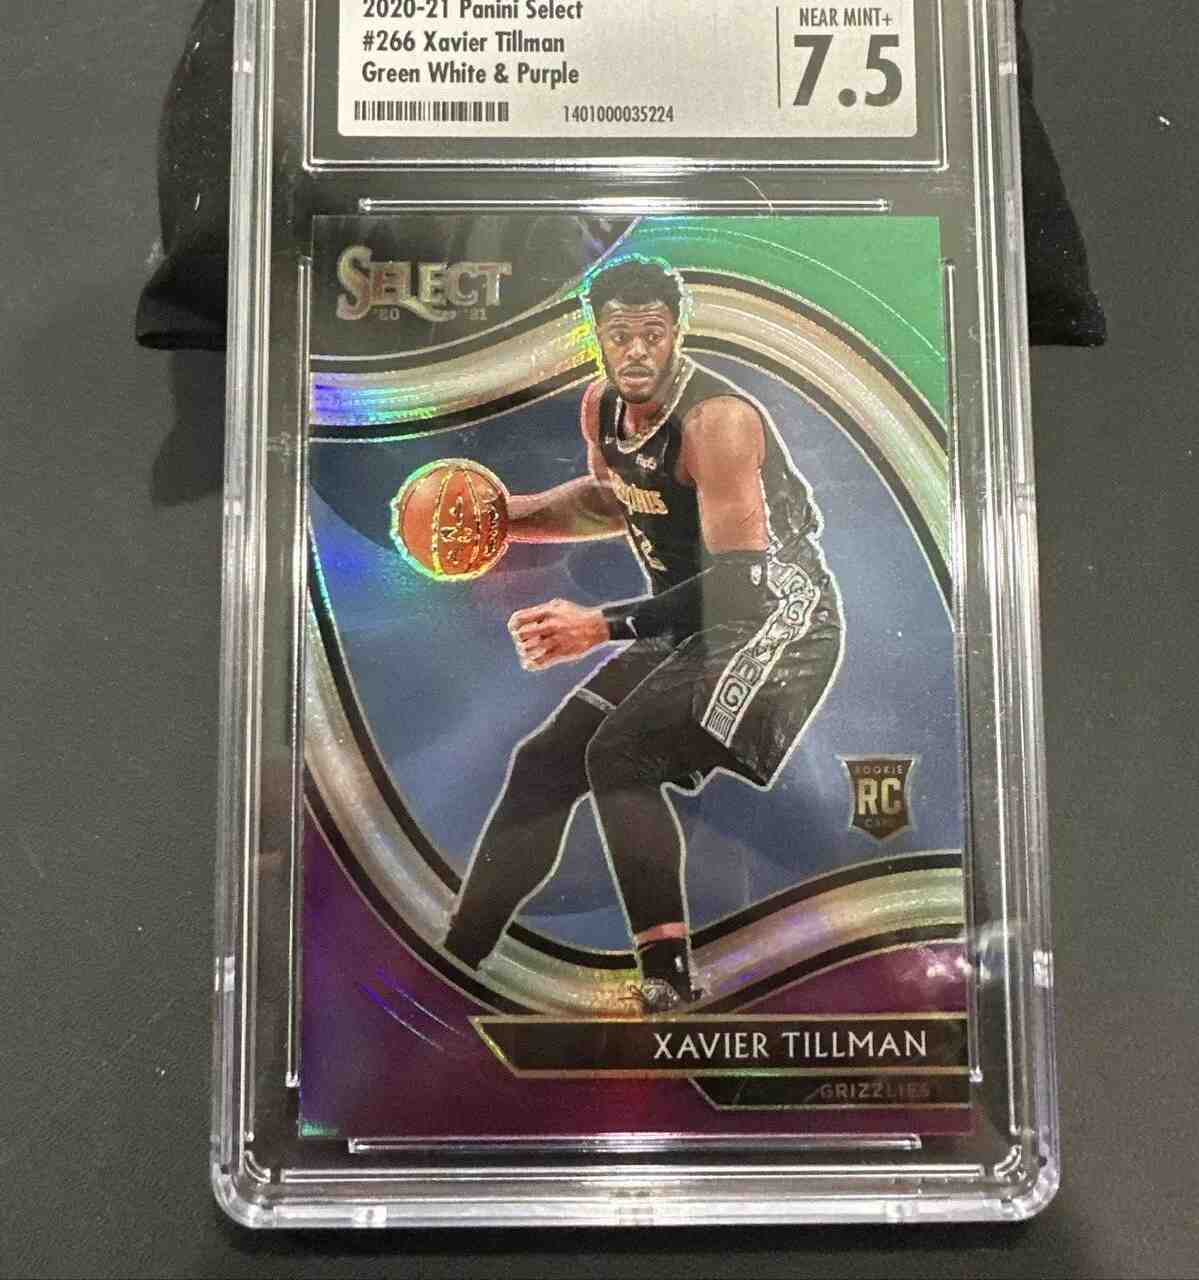 2020-21 Panini Select
#266 Xavier Tillman
Green White & Purple
1401000035224
NEAR MINT+
7.5
SELECT
'20 '21
ROOKIE
RC
CARD
XAVIER TILLMAN
GRIZZLIES